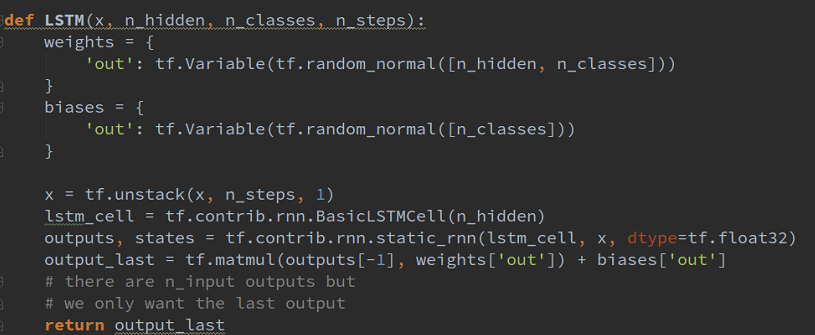 def LSTM(x, n_hidden, n_classes, n_steps):
    weights = {
        'out': tf.Variable(tf.random_normal([n_hidden, n_classes]))
    }
    biases = {
        'out': tf.Variable(tf.random_normal([n_classes]))
    }

    x = tf.unstack(x, n_steps, 1)
    lstm_cell = tf.contrib.rnn.BasicLSTMCell(n_hidden)
    outputs, states = tf.contrib.rnn.static_rnn(lstm_cell, x, dtype=tf.float32)
    output_last = tf.matmul(outputs[-1], weights['out']) + biases['out']
    # there are n_input outputs but
    # we only want the last output
    return output_last